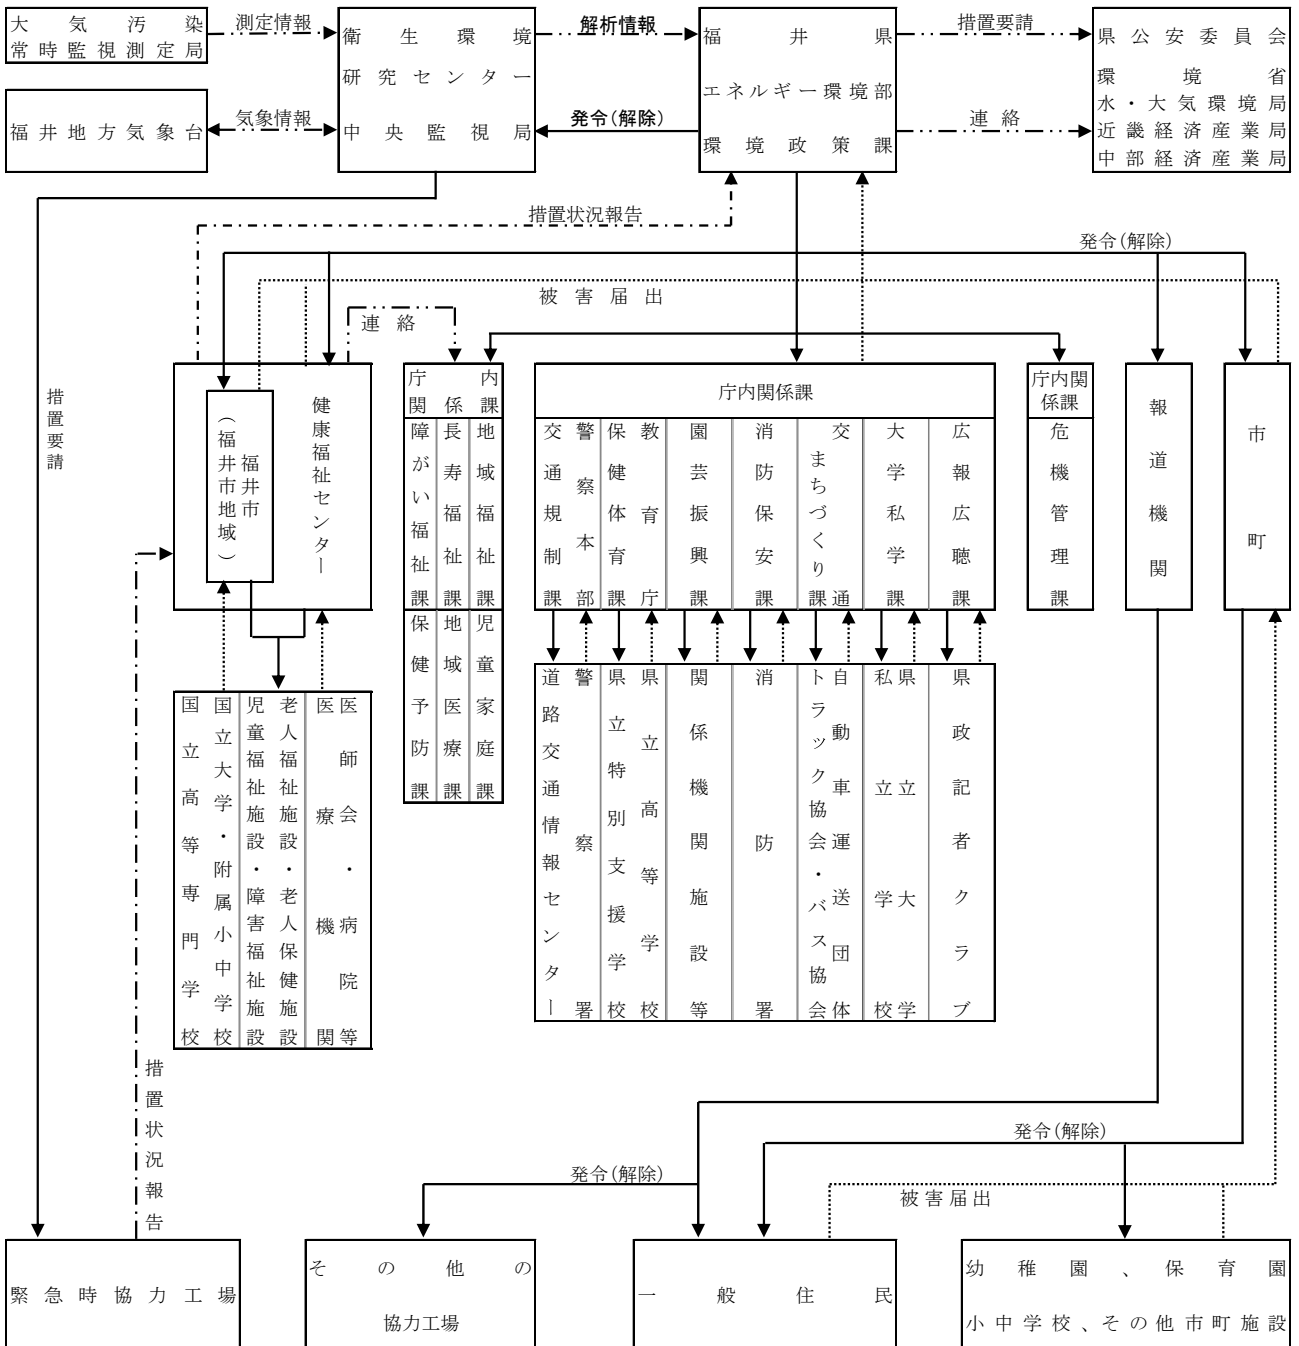 大気汚染
常時監視測定局
測定情報
衛生環境
研究センター
中央監視局
解析情報
福井県
エネルギー環境部
環境政策課
措置要請
県公安委員会
環境省
水・大気環境局
近畿経済産業局
中部経済産業局
福井地方気象台
気象情報
発令(解除)
連絡
措置状況報告
発令(解除)
被害届出
連絡
措置要請
健康福祉センター
福井市
（福井市地域）
庁内
関係課
障がい福祉課
長寿福祉課
地域福祉課
保健予防課
地域医療課
児童家庭課
庁内関係課
警察本部
交通規制課
教育庁
保健体育課
園芸振興課
消防保安課
交通
まちづくり課
大学私学課
広報広聴課
庁内関
係課
危機管理課
報道機関
市町
国立高等専門学校
国立大学・附属小中学校
児童福祉施設・障害福祉施設
老人福祉施設・老人保健施設
医師会・病院等
医療機関
道路交通情報センター
警察署
県立特別支援学校
県立高等学校
関係機関施設等
消防署
自動車運送団体
トラック協会・バス協会
県立大学
私立学校
県政記者クラブ
措置状況報告
発令(解除)
発令(解除)
被害届出
緊急時協力工場
その他の
協力工場
一般住民
幼稚園、保育園
小中学校、その他市町施設